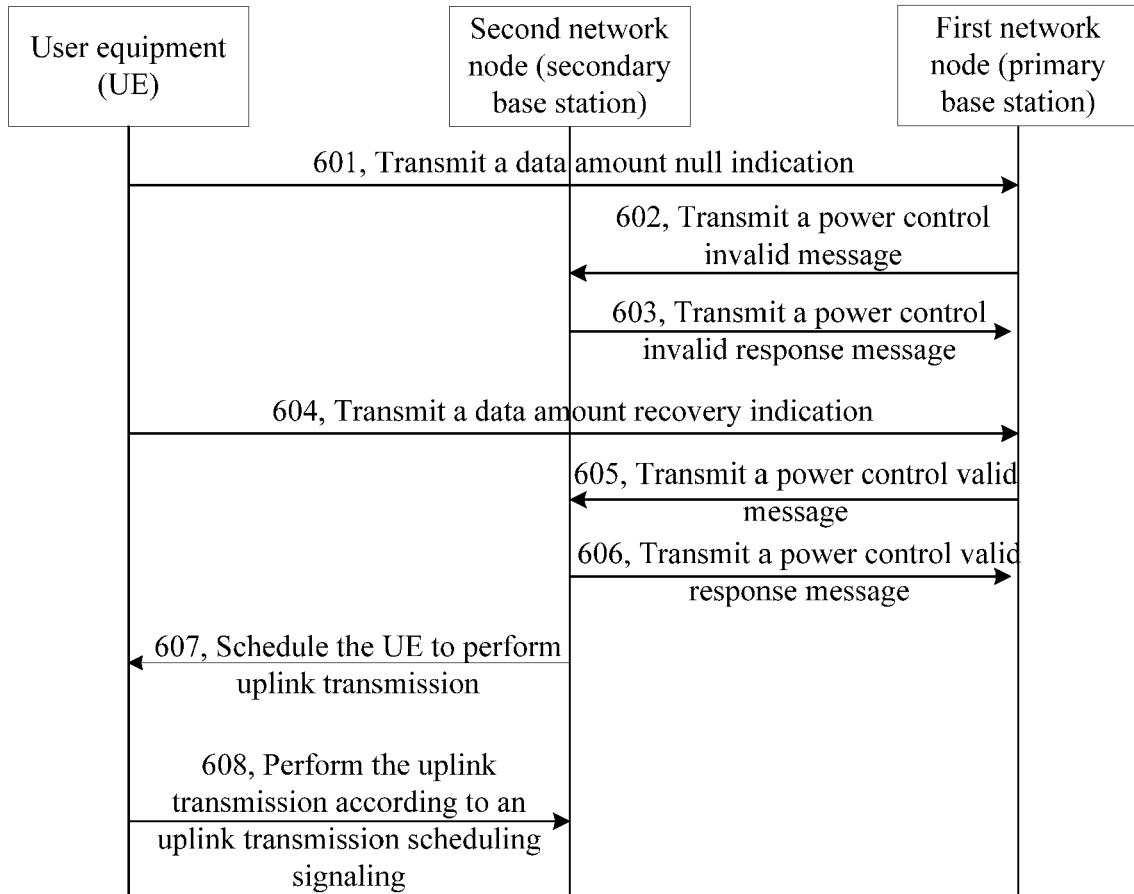 User equipment
(UE)
Second network
node (secondary
base station)
First network
node (primary
base station)
601, Transmit a data amount null indication
602, Transmit a power control
invalid message
603, Transmit a power control
invalid response message
604, Transmit a data amount recovery indication
605, Transmit a power control valid
message
606, Transmit a power control valid
response message
607, Schedule the UE to perform
uplink transmission
608, Perform the uplink
transmission according to an
uplink transmission scheduling
signaling